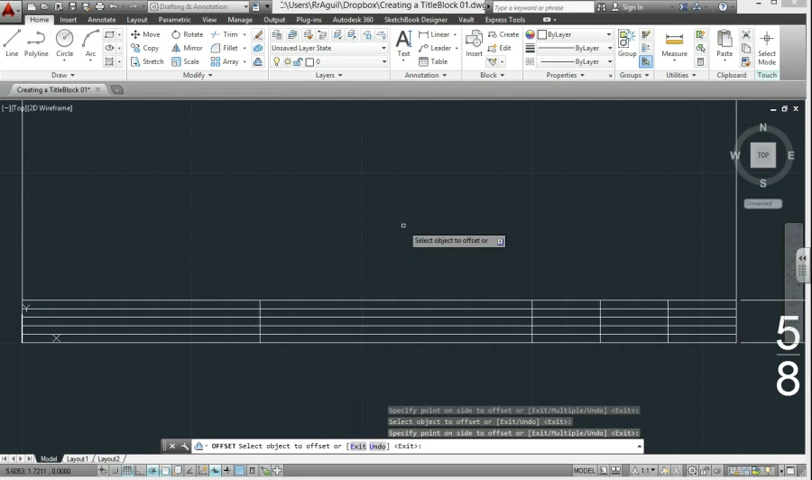 Drafting & Annotation
C:\Users\RrAguil\Dropbox\Creating a TitleBlock 01.dwg
Type a keyword or phrase
Sign In
Home Insert Annotate Layout Parametric View Manage Output Plug-ins Autodesk 360 SketchBook Designer Vault Express Tools
Line Polyline Circle Arc
Move Rotate Trim
Copy Mirror Fillet
Stretch Scale Array
Unsaved Layer State
0
Text
Linear
Leader
Table
Insert
Create
Edit
ByLayer
ByLayer
ByLayer
Group
Measure
Paste
Select
Mode
Draw Modify Layers Annotation Block Properties Groups Utilities Clipboard Touch
Creating a TitleBlock 01*
[−][Top][2D Wireframe]
N
W TOP E
S
Unnamed
Select object to offset or
Y
X
5
8
Specify point on side to offset or [Exit/Multiple/Undo] <Exit>:
Select object to offset or [Exit/Undo] <Exit>:
Specify point on side to offset or [Exit/Multiple/Undo] <Exit>:
OFFSET Select object to offset or [Exit Undo] <Exit>:
Model Layout1 Layout2
5.6053, 1.7211, 0.0000
MODEL
1:1